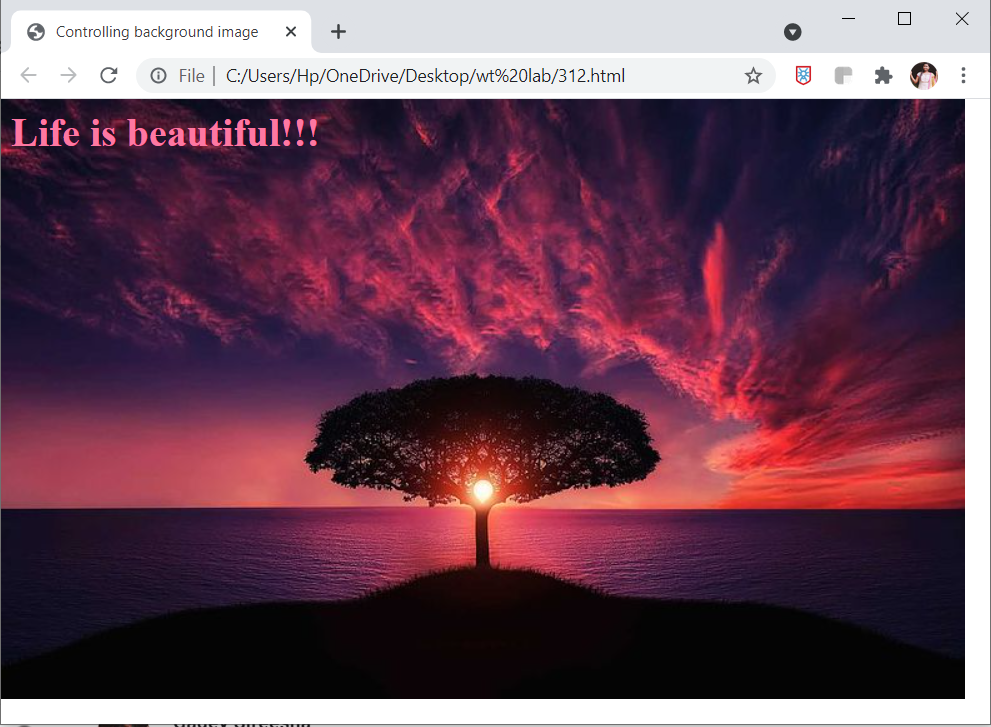 Controlling background image
File | C:/Users/Hp/OneDrive/Desktop/wt%20lab/312.html
Life is beautiful!!!